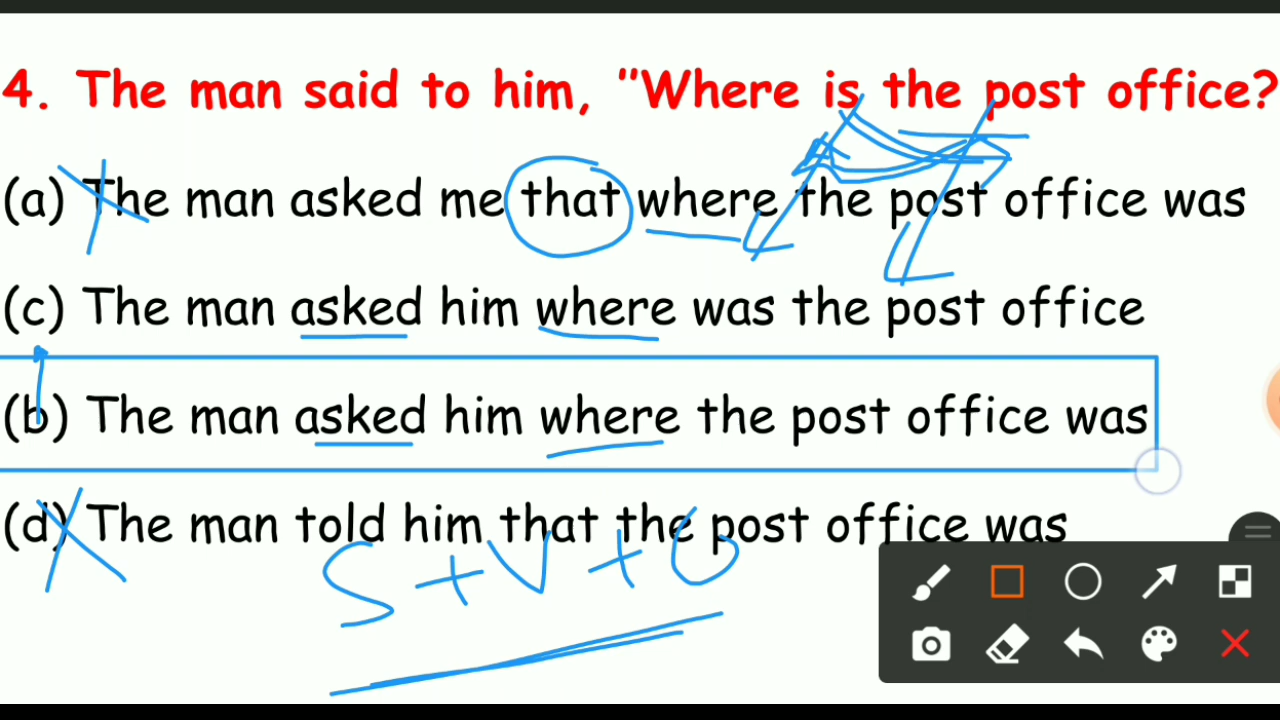 4. The man said to him, "Where is the post office?
(a) The man asked me that where the post office was
(c) The man asked him where was the post office
(b) The man asked him where the post office was
(d) The man told him that the post office was
S+V+O